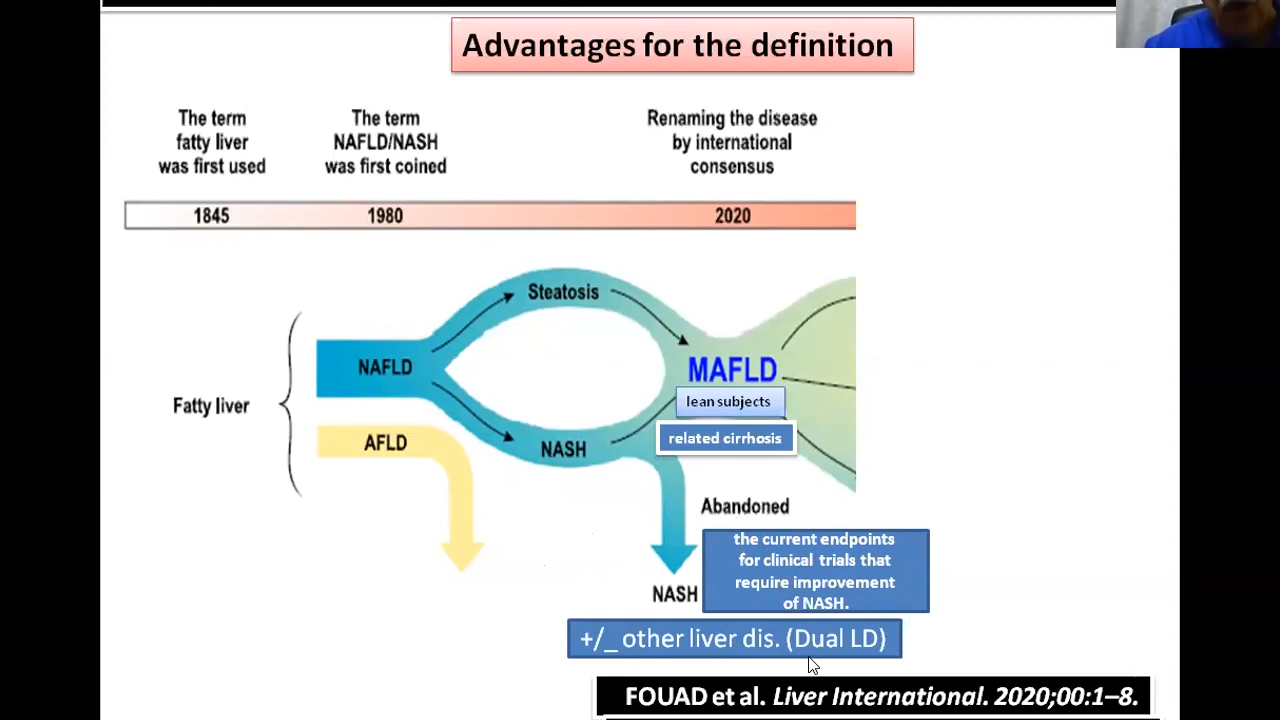 Advantages for the definition
The term
fatty liver
was first used
The term
NAFLD/NASH
was first coined
Renaming the disease
by international
consensus
1845
1980
2020
Steatosis
NAFLD
MAFLD
lean subjects
Fatty liver
AFLD
related cirrhosis
NASH
Abandoned
the current endpoints
for clinical trials that
require improvement
of NASH.
NASH
+/_ other liver dis. (Dual LD)
FOUAD et al. Liver International. 2020;00:1–8.